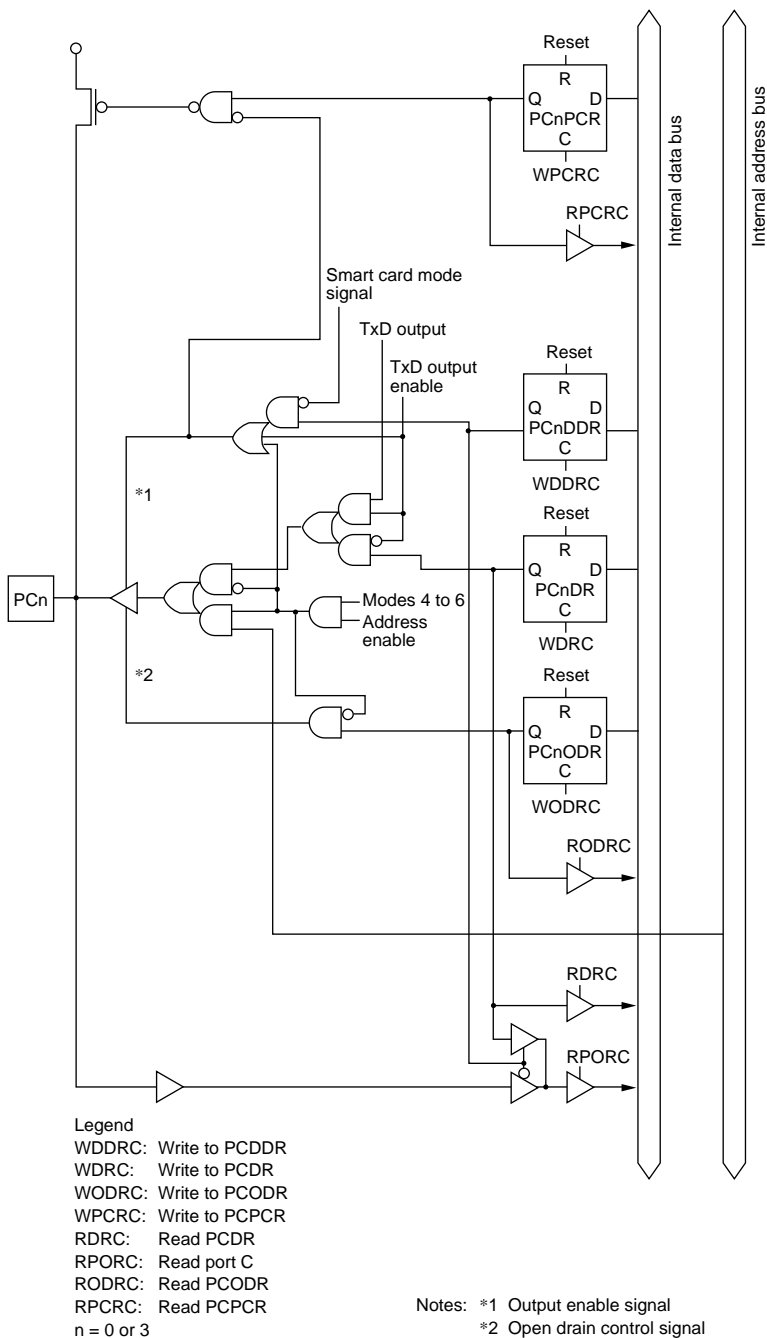 Reset
R
Q D
PCnPCR
C
WPCRC
RPCRC
Internal data bus
Internal address bus
Smart card mode
signal
TxD output
TxD output
enable
Reset
R
Q D
PCnDDR
C
WDDRC
*1
Reset
R
Q D
PCnDR
C
WDRC
PCn
Modes 4 to 6
Address
enable
*2
Reset
R
Q D
PCnODR
C
WODRC
RODRC
RDRC
RPORC
Legend
WDDRC: Write to PCDDR
WDRC: Write to PCDR
WODRC: Write to PCODR
WPCRC: Write to PCPCR
RDRC: Read PCDR
RPORC: Read port C
RODRC: Read PCODR
RPCRC: Read PCPCR
n = 0 or 3
Notes: *1 Output enable signal
*2 Open drain control signal